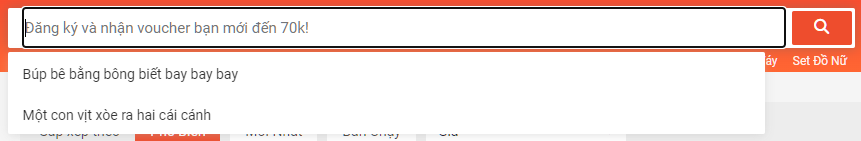 Đăng ký và nhận voucher bạn mới đến 70k!
Búp bê bằng bông biết bay bay bay
áy Set Đồ Nữ
Một con vịt xòe ra hai cái cánh